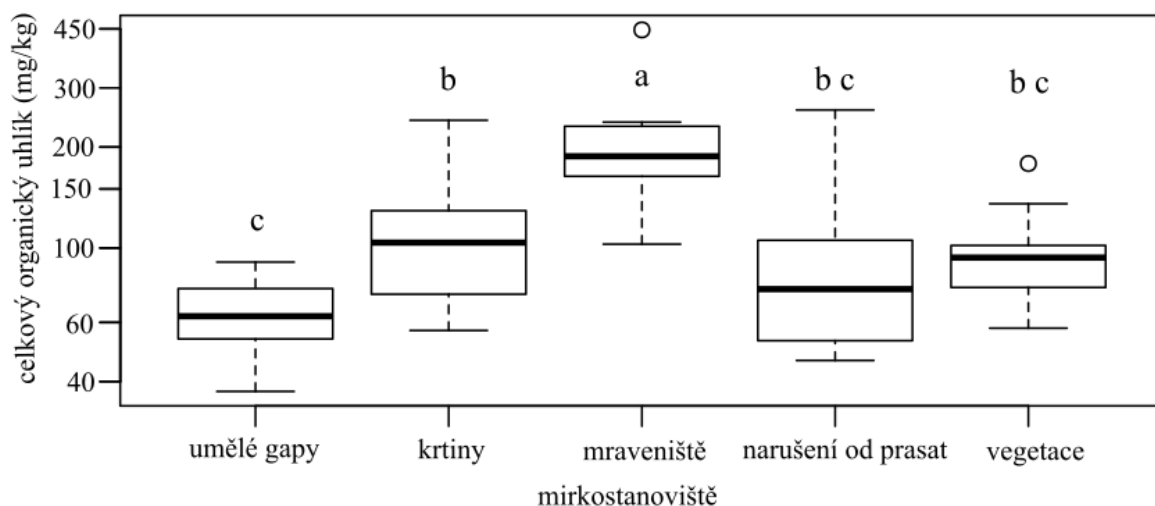 celkový organický uhlík (mg/kg)
450
300
200
150
100
60
40
c
b
a
b c
b c
umělé gapy
krtiny
mraveniště
narušení od prasat
vegetace
mirkostanoviště